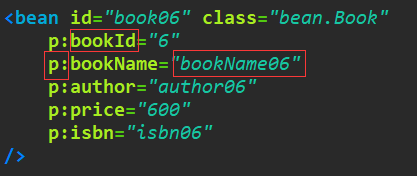 <bean id="book06" class="bean.Book"
p:bookId="6"
p:bookName="bookName06"
p:author="author06"
p:price="600"
p:isbn="isbn06"
/>